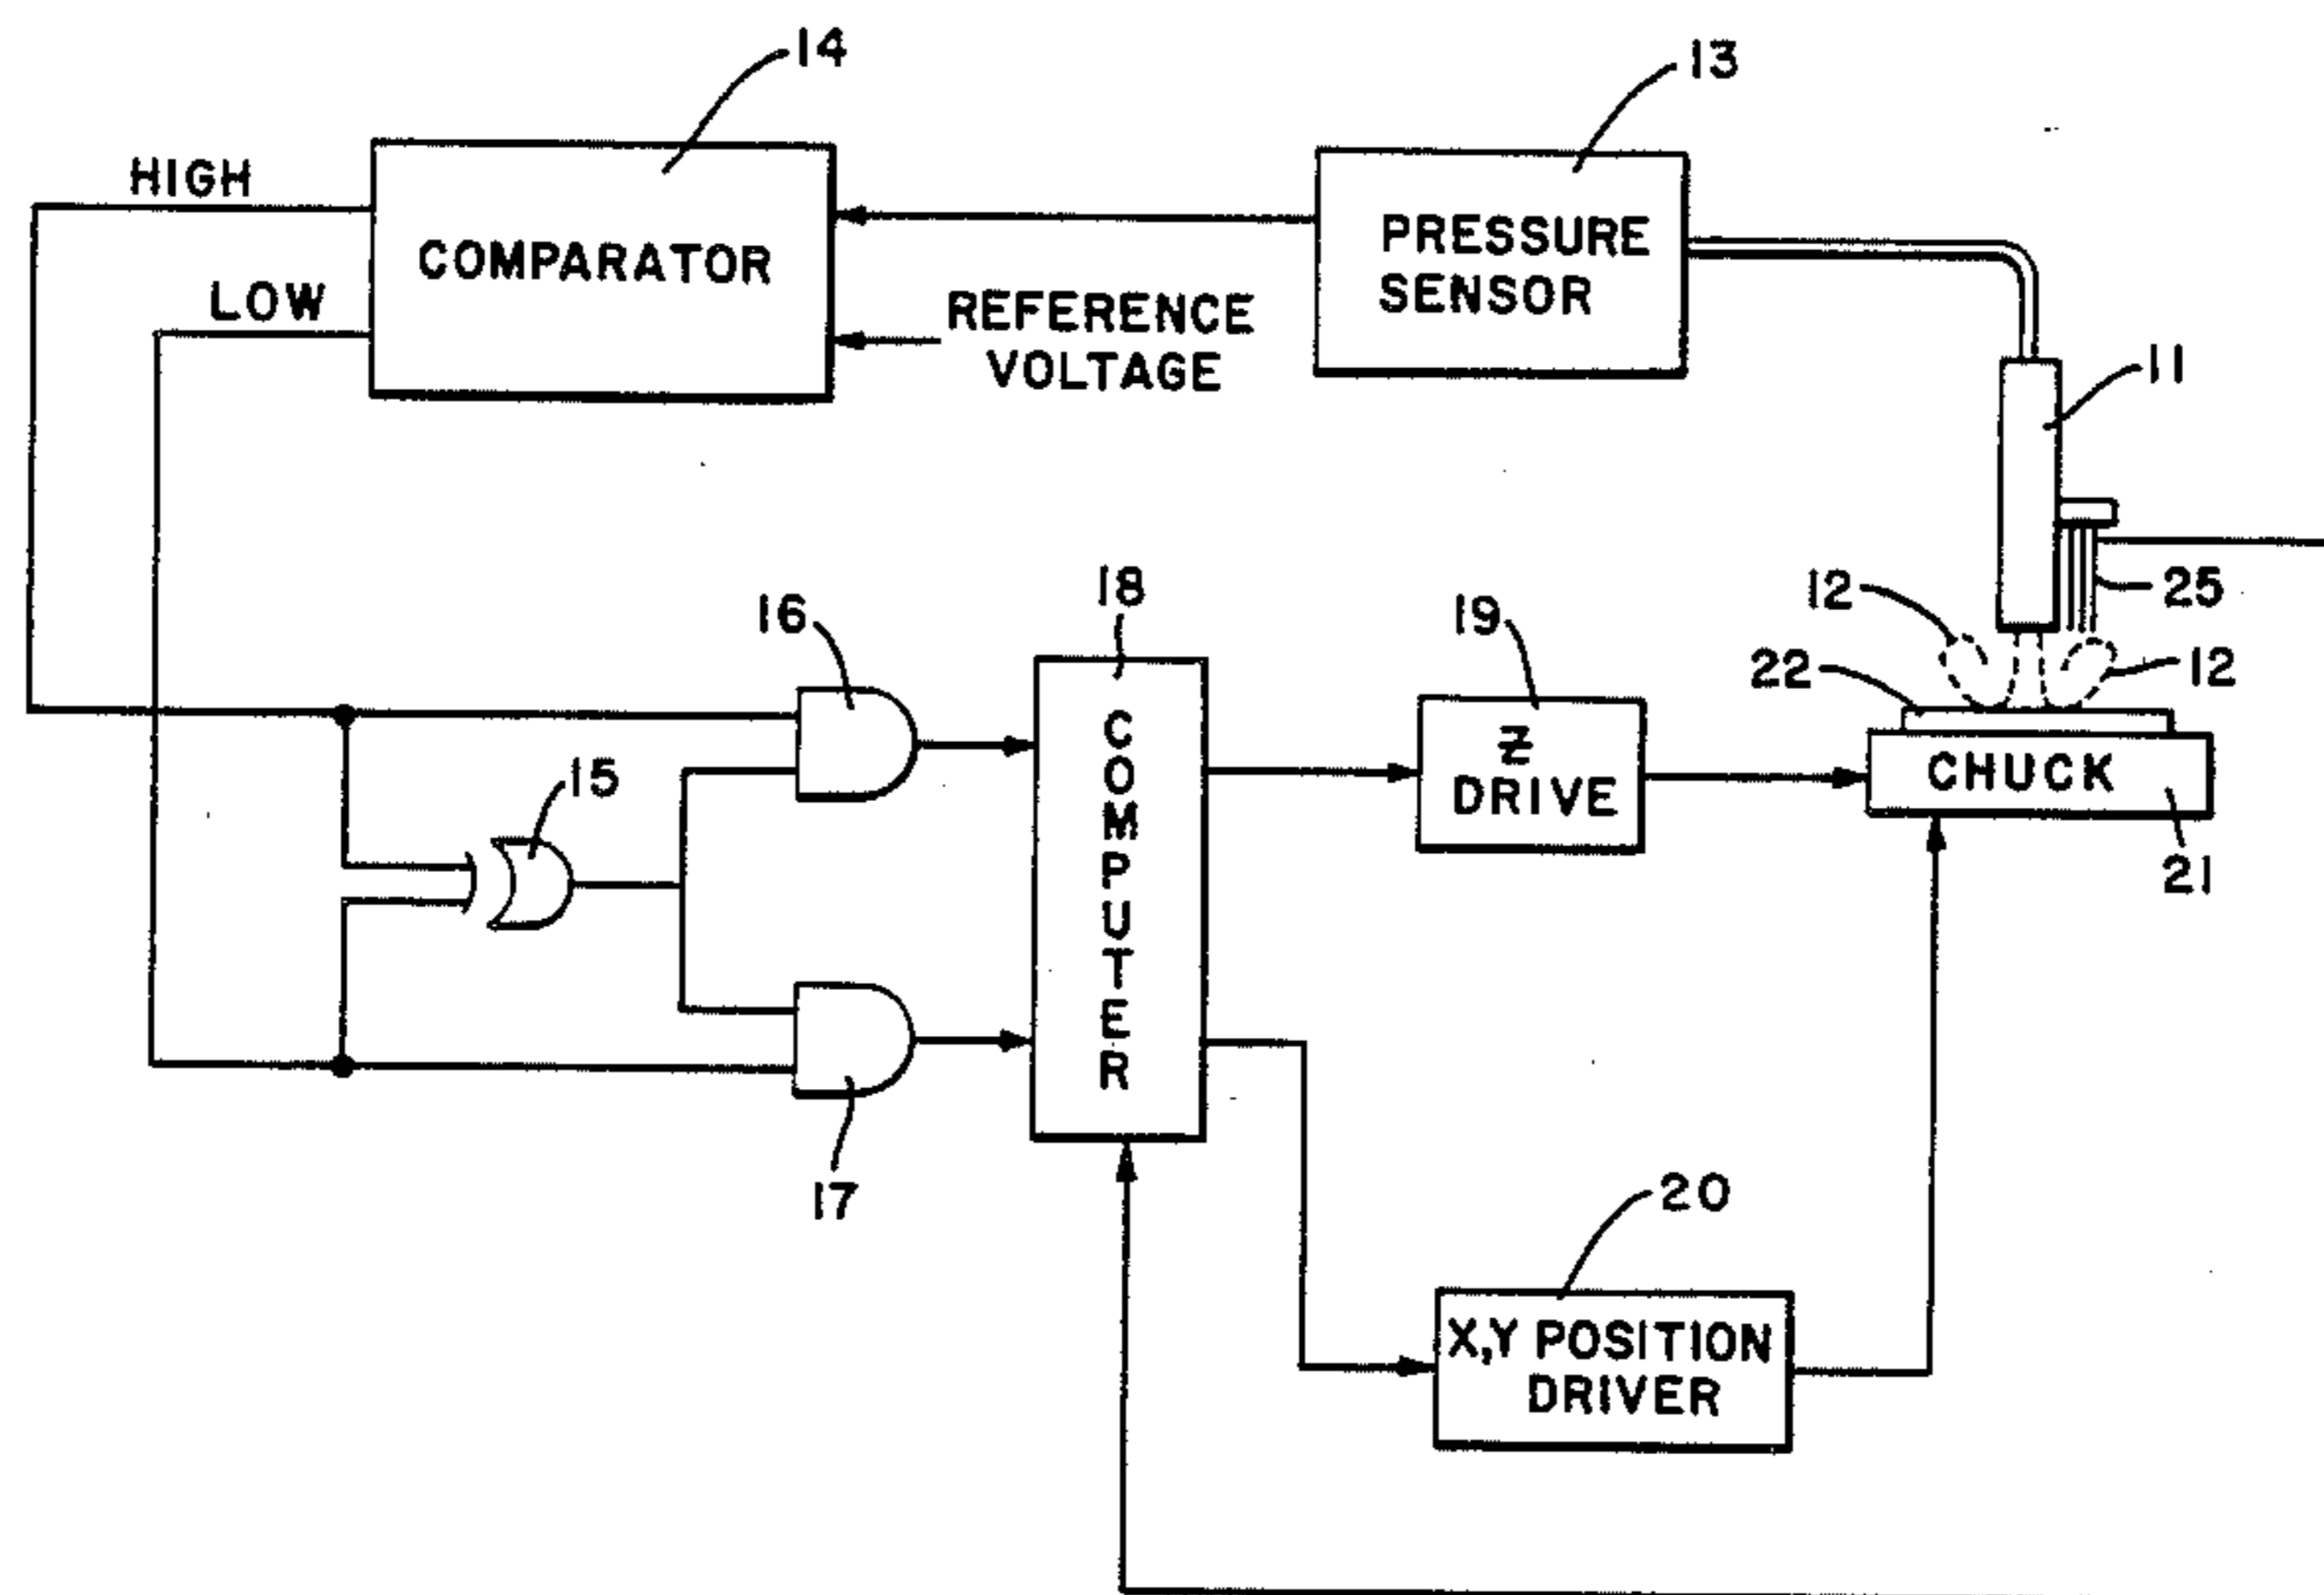 14
13
HIGH
COMPARATOR
LOW
PRESSURE
SENSOR
REFERENCE
VOLTAGE
11
16
18
19
12
25
22
12
COMPUTER
Z
DRIVE
CHUCK
15
21
17
20
X,Y POSITION
DRIVER